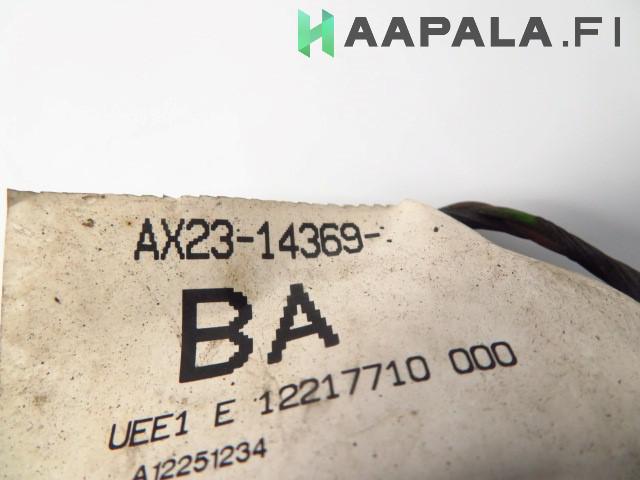 HAAPALA.FI
AX23-14369-
BA
UEE1 E 12217710 000
A12251234